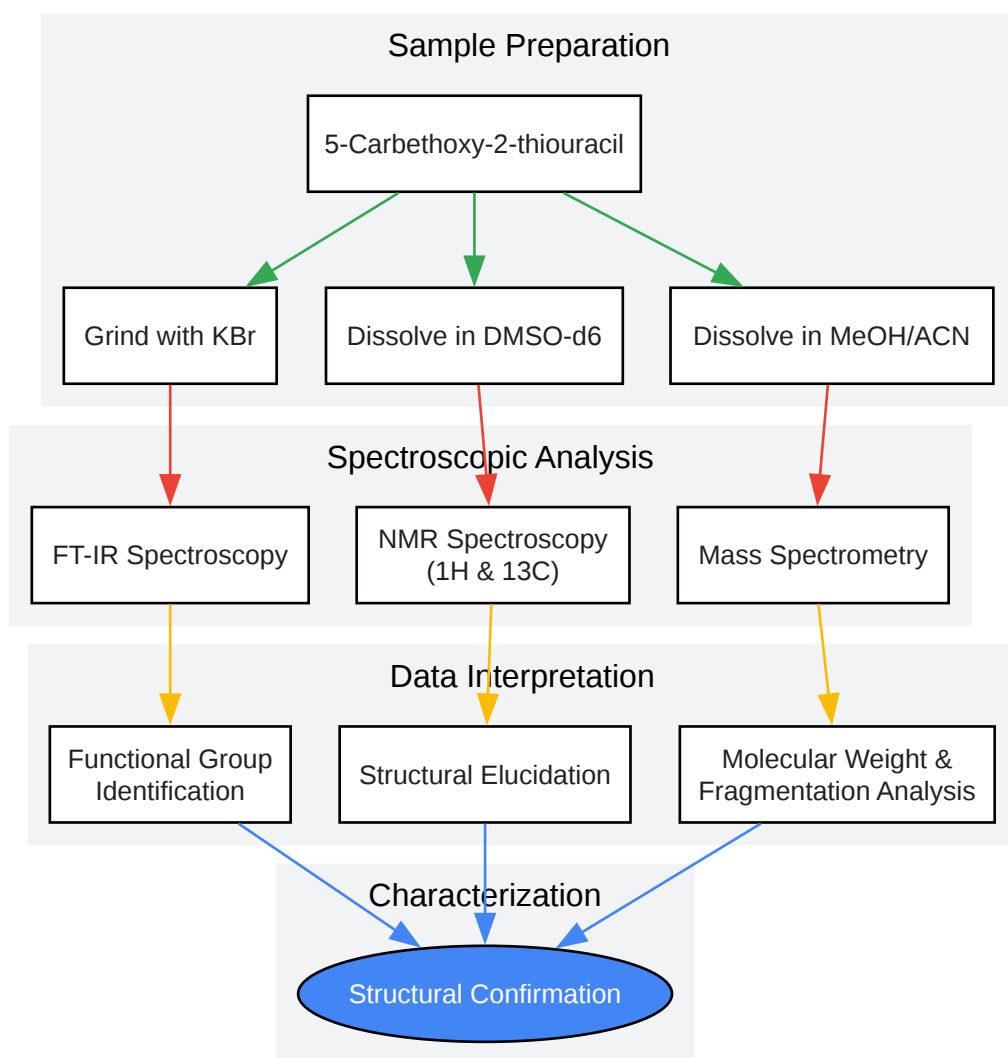 Sample Preparation
5-Carbethoxy-2-thiouracil
Grind with KBr
Dissolve in DMSO-d6
Dissolve in MeOH/ACN
Spectroscopic Analysis
FT-IR Spectroscopy
NMR Spectroscopy
(1H & 13C)
Mass Spectrometry
Data Interpretation
Functional Group
Identification
Structural Elucidation
Molecular Weight &
Fragmentation Analysis
Characterization
Structural Confirmation